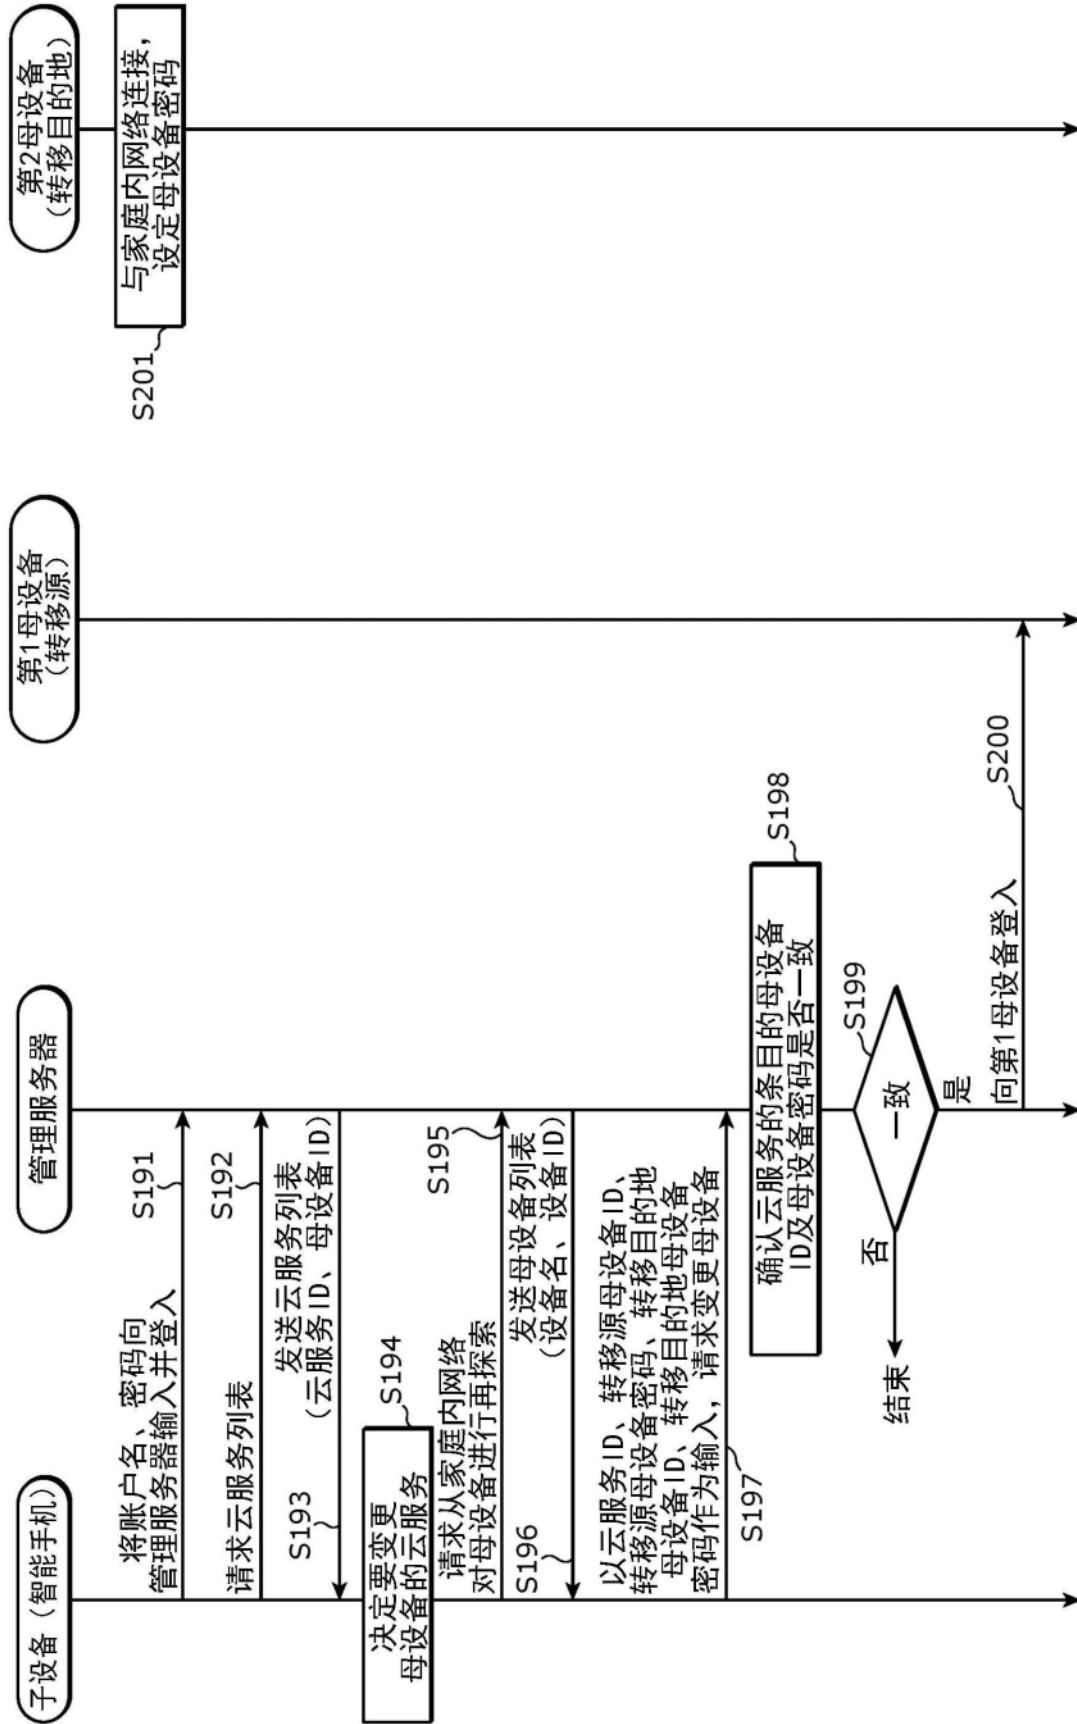 子设备（智能手机）
管理服务器
第1母设备
（转移源）
第2母设备
（转移目的地）
与家庭内网络连接，
设定母设备密码
S201
将账户名、密码向
管理服务器输入并登入
S191
请求云服务列表
S192
发送云服务列表
（云服务ID、母设备ID）
S193
决定要变更
母设备的云服务
S194
请求从家庭内网络
对母设备进行再探索
S195
发送母设备列表
（设备名、设备ID）
S196
以云服务ID、转移源母设备ID、
转移源母设备密码、转移目的地
母设备ID、转移目的地母设备
密码作为输入，请求变更母设备
S197
确认云服务的条目的母设备
ID及母设备密码是否一致
S198
一致
S199
否
结束
是
向第1母设备登入
S200